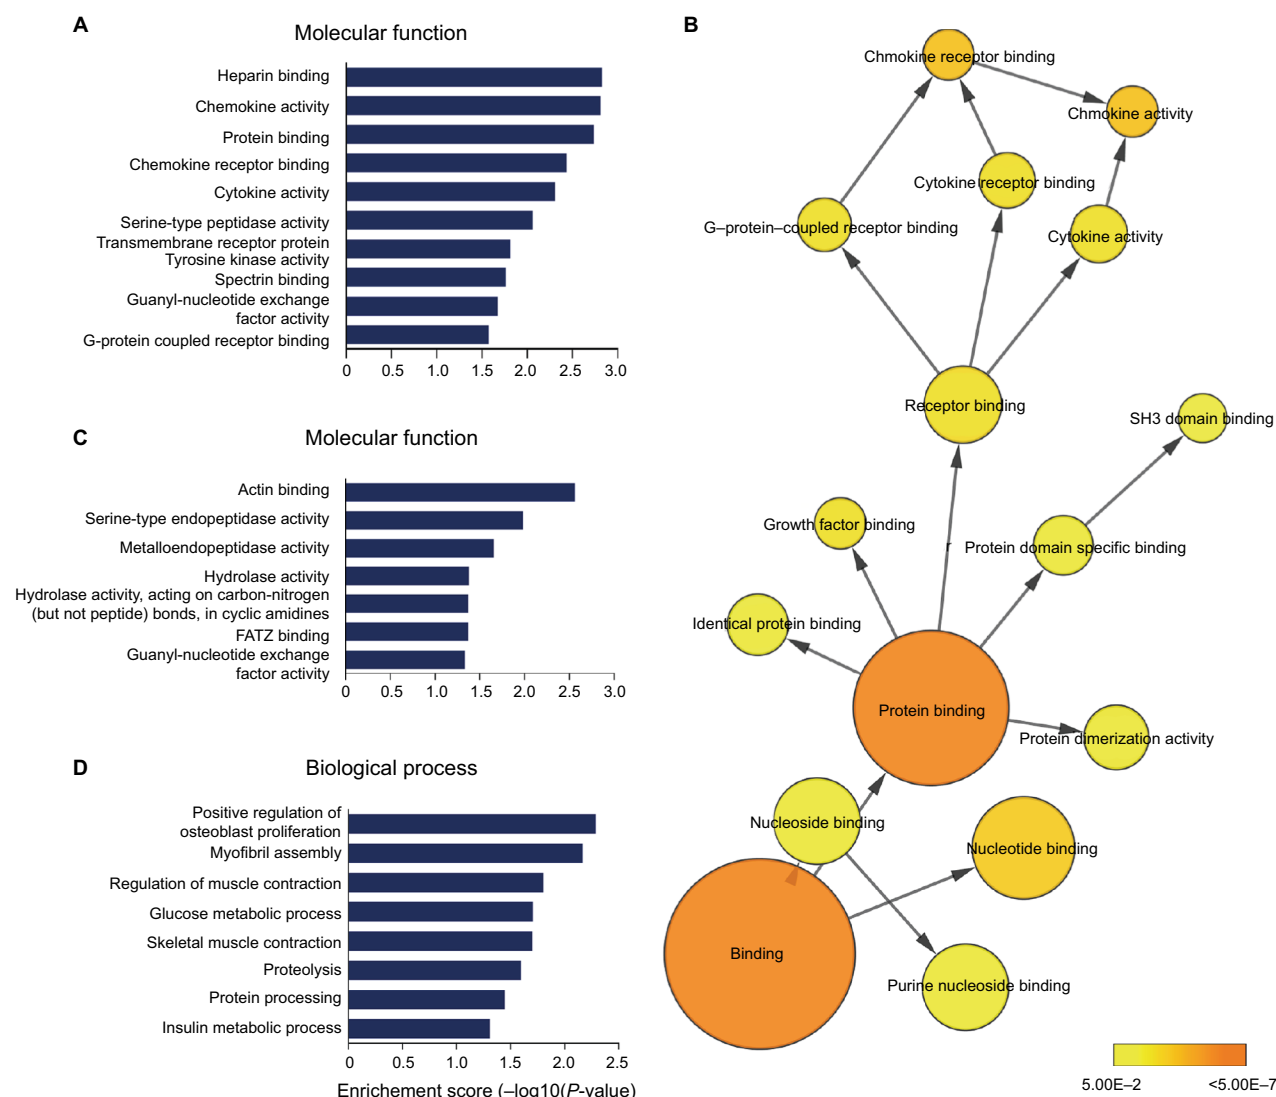 A
Molecular function
Heparin binding
Chemokine activity
Protein binding
Chemokine receptor binding
Cytokine activity
Serine-type peptidase activity
Transmembrane receptor protein
Tyrosine kinase activity
Spectrin binding
Guanyl-nucleotide exchange
factor activity
G-protein coupled receptor binding
0 0.5 1.0 1.5 2.0 2.5 3.0
C
Molecular function
Actin binding
Serine-type endopeptidase activity
Metalloendopeptidase activity
Hydrolase activity
Hydrolase activity, acting on carbon-nitrogen
(but not peptide) bonds, in cyclic amidines
FATZ binding
Guanyl-nucleotide exchange
factor activity
0 0.5 1.0 1.5 2.0 2.5 3.0
D
Biological process
Positive regulation of
osteoblast proliferation
Myofibril assembly
Regulation of muscle contraction
Glucose metabolic process
Skeletal muscle contraction
Proteolysis
Protein processing
Insulin metabolic process
0 0.5 1.0 1.5 2.0 2.5
Enrichement score (–log10(P-value)
B
Chmokine receptor binding
Chmokine activity
Cytokine receptor binding
G–protein–coupled receptor binding
Cytokine activity
Receptor binding
SH3 domain binding
Growth factor binding
r
Protein domain specific binding
Identical protein binding
Protein binding
Protein dimerization activity
Nucleoside binding
Nucleotide binding
Binding
Purine nucleoside binding
5.00E–2 <5.00E–7